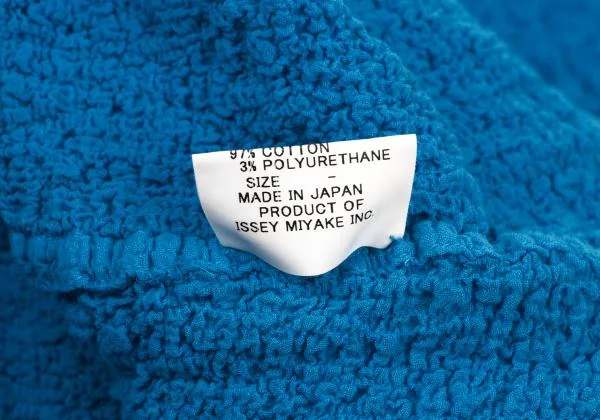 97% COTTON
3% POLYURETHANE
SIZE –
MADE IN JAPAN
PRODUCT OF
ISSEY MIYAKE INC.